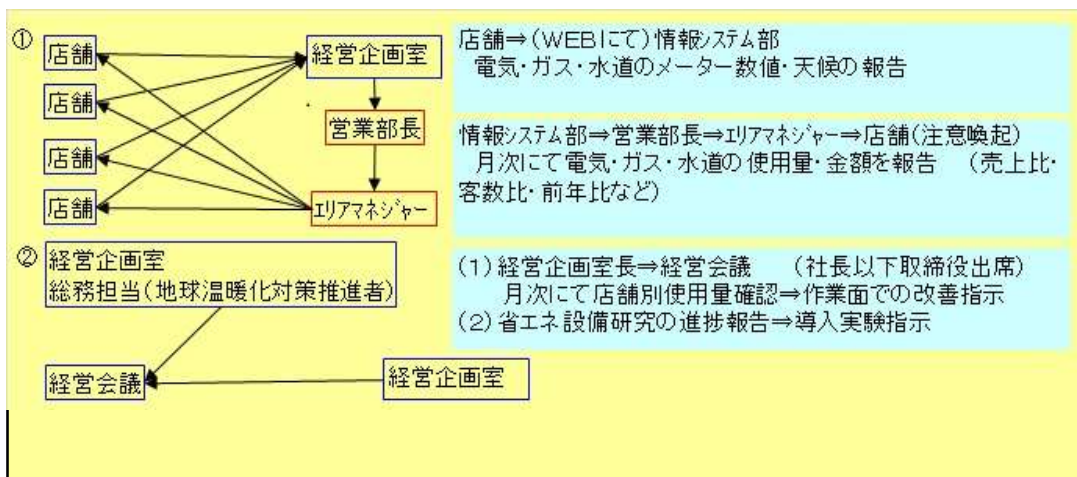 ①
店舗
店舗
店舗
店舗
経営企画室
営業部長
エリアマネジャー
店舗⇒(WEBにて)情報システム部
電気・ガス・水道のメーター数値・天候の報告
情報システム部⇒営業部長⇒エリアマネジャー⇒店舗(注意喚起)
月次にて電気・ガス・水道の使用量・金額を報告 (売上比・
客数比・前年比など)
②
経営企画室
総務担当(地球温暖化対策推進者)
経営会議
経営企画室
(1)経営企画室長⇒経営会議 (社長以下取締役出席)
月次にて店舗別使用量確認⇒作業面での改善指示
(2)省エネ設備研究の進捗報告⇒導入実験指示